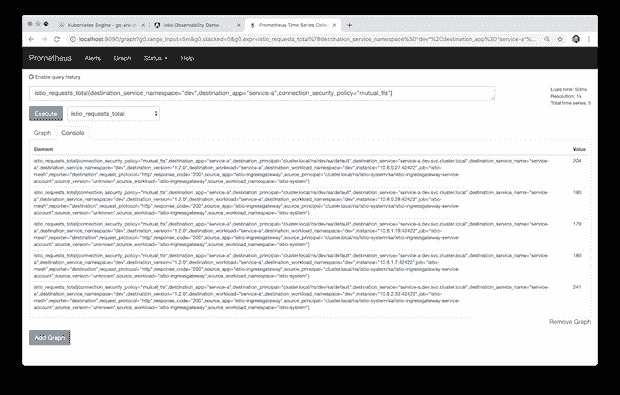 Kubernetes Engine - go-srv-
Istio Observability Demo
Prometheus Time Series Collec
localhost:9090/graph?g0.range_input=5m&g0.stacked=0&g0.expr=istio_requests_total%7Bdestination_service_namespace%3D"dev"%2Cdestination_app%3D"service-a"%
Prometheus Alerts Graph Status Help
Enable query history
istio_requests_total{destination_service_namespace="dev",destination_app="service-a",connection_security_policy="mutual_tls"}
Load time: 50ms
Resolution: 1s
Total time series: 5
Execute
istio_requests_total
Graph Console
Element Value
istio_requests_total{connection_security_policy="mutual_tls",destination_app="service-a",destination_principal="cluster.local/ns/dev/sa/default",destination_service="service-a.dev.svc.cluster.local",destination_service_name="service- 204
a",destination_service_namespace="dev",destination_version="1.2.0",destination_workload="service-a",destination_workload_namespace="dev",instance="10.8.0.27:42422",job="istio-
mesh",reporter="destination",request_protocol="http",response_code="200",source_app="istio-ingressgateway",source_principal="cluster.local/ns/istio-system/sa/istio-ingressgateway-service-
account",source_version="unknown",source_workload="istio-ingressgateway",source_workload_namespace="istio-system"}
istio_requests_total{connection_security_policy="mutual_tls",destination_app="service-a",destination_principal="cluster.local/ns/dev/sa/default",destination_service="service-a.dev.svc.cluster.local",destination_service_name="service- 190
a",destination_service_namespace="dev",destination_version="1.2.0",destination_workload="service-a",destination_workload_namespace="dev",instance="10.8.0.28:42422",job="istio-
mesh",reporter="destination",request_protocol="http",response_code="200",source_app="istio-ingressgateway",source_principal="cluster.local/ns/istio-system/sa/istio-ingressgateway-service-
account",source_version="unknown",source_workload="istio-ingressgateway",source_workload_namespace="istio-system"}
istio_requests_total{connection_security_policy="mutual_tls",destination_app="service-a",destination_principal="cluster.local/ns/dev/sa/default",destination_service="service-a.dev.svc.cluster.local",destination_service_name="service- 179
a",destination_service_namespace="dev",destination_version="1.2.0",destination_workload="service-a",destination_workload_namespace="dev",instance="10.8.1.19:42422",job="istio-
mesh",reporter="destination",request_protocol="http",response_code="200",source_app="istio-ingressgateway",source_principal="cluster.local/ns/istio-system/sa/istio-ingressgateway-service-
account",source_version="unknown",source_workload="istio-ingressgateway",source_workload_namespace="istio-system"}
istio_requests_total{connection_security_policy="mutual_tls",destination_app="service-a",destination_principal="cluster.local/ns/dev/sa/default",destination_service="service-a.dev.svc.cluster.local",destination_service_name="service-
a",destination_service_namespace="dev",destination_version="1.2.0",destination_workload="service-a",destination_workload_namespace="dev",instance="10.8.1.20:42422",job="istio-
mesh",reporter="destination",request_protocol="http",response_code="200",source_app="istio-ingressgateway",source_principal="cluster.local/ns/istio-system/sa/istio-ingressgateway-service-
account",source_version="unknown",source_workload="istio-ingressgateway",source_workload_namespace="istio-system"}
istio_requests_total{connection_security_policy="mutual_tls",destination_app="service-a",destination_principal="cluster.local/ns/dev/sa/default",destination_service="service-a.dev.svc.cluster.local",destination_service_name="service- 241
a",destination_service_namespace="dev",destination_version="1.2.0",destination_workload="service-a",destination_workload_namespace="dev",instance="10.8.2.33:42422",job="istio-
mesh",reporter="destination",request_protocol="http",response_code="200",source_app="istio-ingressgateway",source_principal="cluster.local/ns/istio-system/sa/istio-ingressgateway-service-
account",source_version="unknown",source_workload="istio-ingressgateway",source_workload_namespace="istio-system"}
Remove Graph
Add Graph